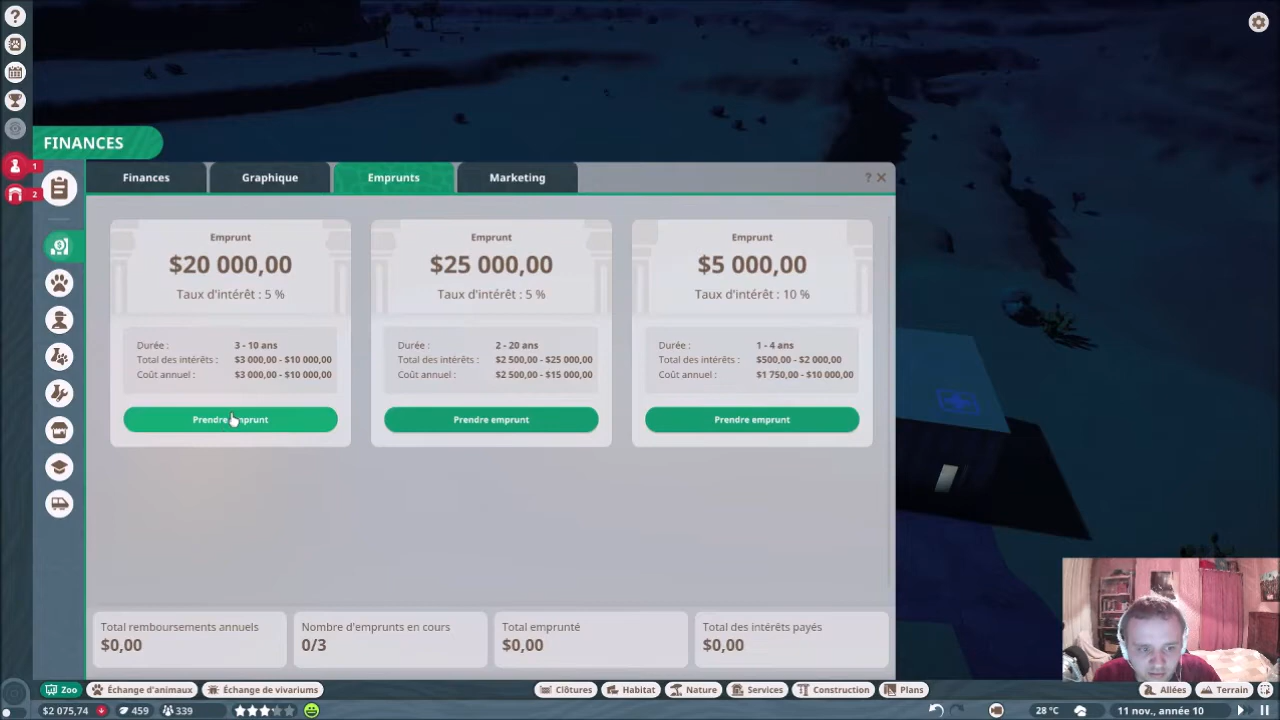 FINANCES
1
2
Finances
Graphique
Emprunts
Marketing
?
Emprunt
$20 000,00
Taux d'intérêt : 5 %
Durée :
3 - 10 ans
Total des intérêts :
$3 000,00 - $10 000,00
Coût annuel :
$3 000,00 - $10 000,00
Prendre emprunt
Emprunt
$25 000,00
Taux d'intérêt : 5 %
Durée :
2 - 20 ans
Total des intérêts :
$2 500,00 - $25 000,00
Coût annuel :
$2 500,00 - $15 000,00
Prendre emprunt
Emprunt
$5 000,00
Taux d'intérêt : 10 %
Durée :
1 - 4 ans
Total des intérêts :
$500,00 - $2 000,00
Coût annuel :
$1 750,00 - $10 000,00
Prendre emprunt
Total remboursements annuels
$0,00
Nombre d'emprunts en cours
0/3
Total emprunté
$0,00
Total des intérêts payés
$0,00
Zoo
Échange d'animaux
Échange de vivariums
Clôtures
Habitat
Nature
Services
Construction
Plans
Allées
Terrain
$2 075,74
459
339
28 °C
11 nov., année 10